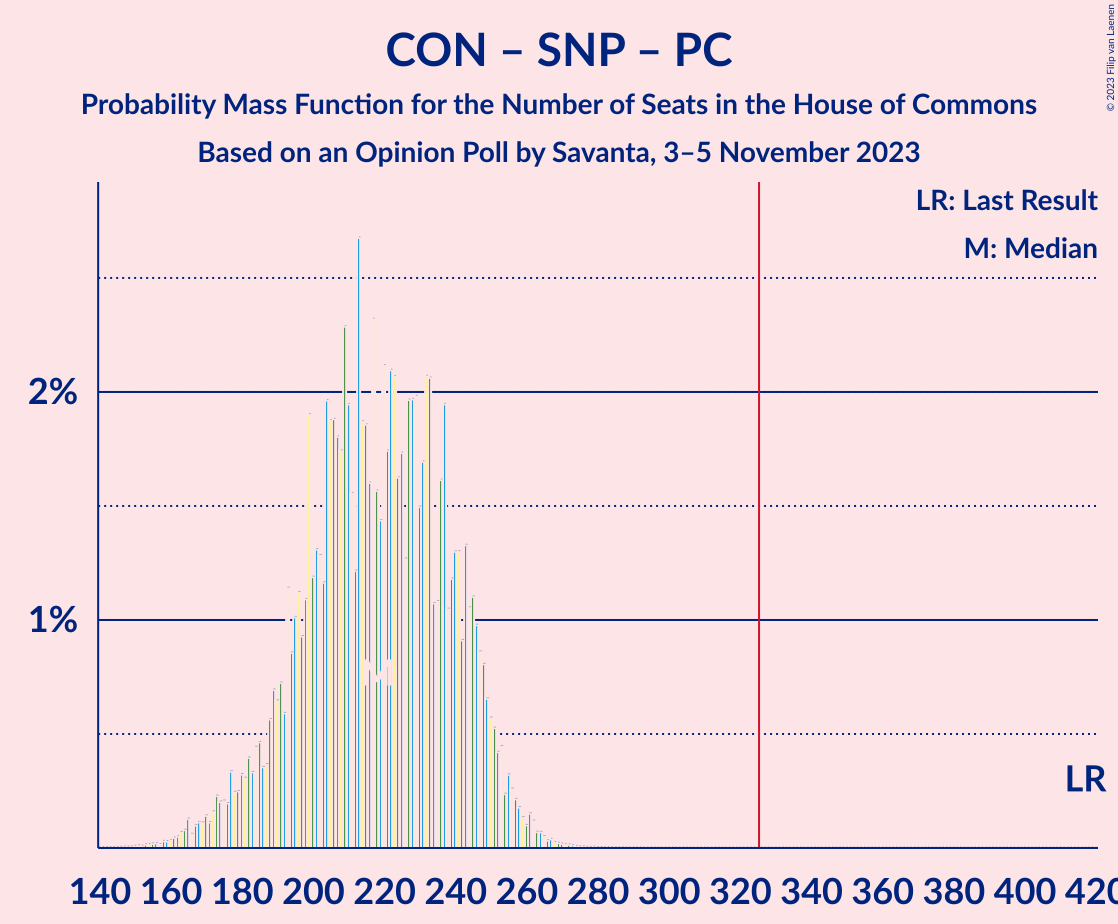 CON – SNP – PC
Probability Mass Function for the Number of Seats in the House of Commons
Based on an Opinion Poll by Savanta, 3–5 November 2023
© 2023 Filip van Laenen
LR: Last Result
M: Median
2%
1%
M
LR
140 160 180 200 220 240 260 280 300 320 340 360 380 400 420